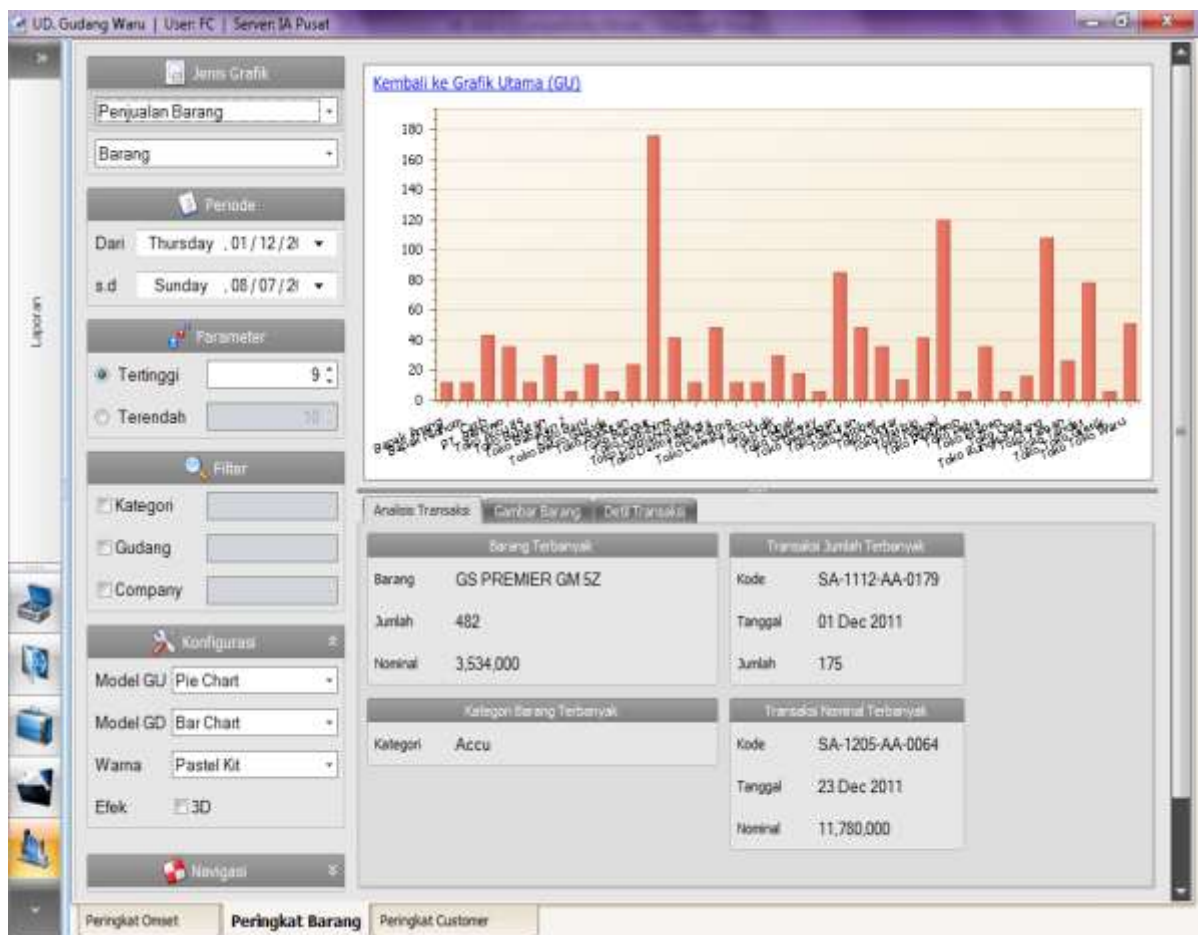 UD. Gudang Waru | User: FC | Server: IA Pusat
Laporan
Jenis Grafik
Penjualan Barang
Barang
Periode
Dari Thursday , 01 / 12 / 2
s.d Sunday , 08 / 07 / 2
Parameter
Tertinggi 9
Terendah 10
Filter
Kategori
Gudang
Company
Konfigurasi
Model GU Pie Chart
Model GD Bar Chart
Warna Pastel Kit
Efek 3D
Navigasi
Kembali ke Grafik Utama (GU)
180
160
140
120
100
80
60
40
20
0
Toko Waru
Analisis Transaksi Gambar Barang Detil Transaksi
Barang Terbanyak
Barang GS PREMIER GM 5Z
Jumlah 482
Nominal 3,534,000
Kategori Barang Terbanyak
Kategori Accu
Transaksi Jumlah Terbanyak
Kode SA-1112-AA-0179
Tanggal 01 Dec 2011
Jumlah 175
Transaksi Nominal Terbanyak
Kode SA-1205-AA-0064
Tanggal 23 Dec 2011
Nominal 11,780,000
Peringkat Omset Peringkat Barang Peringkat Customer